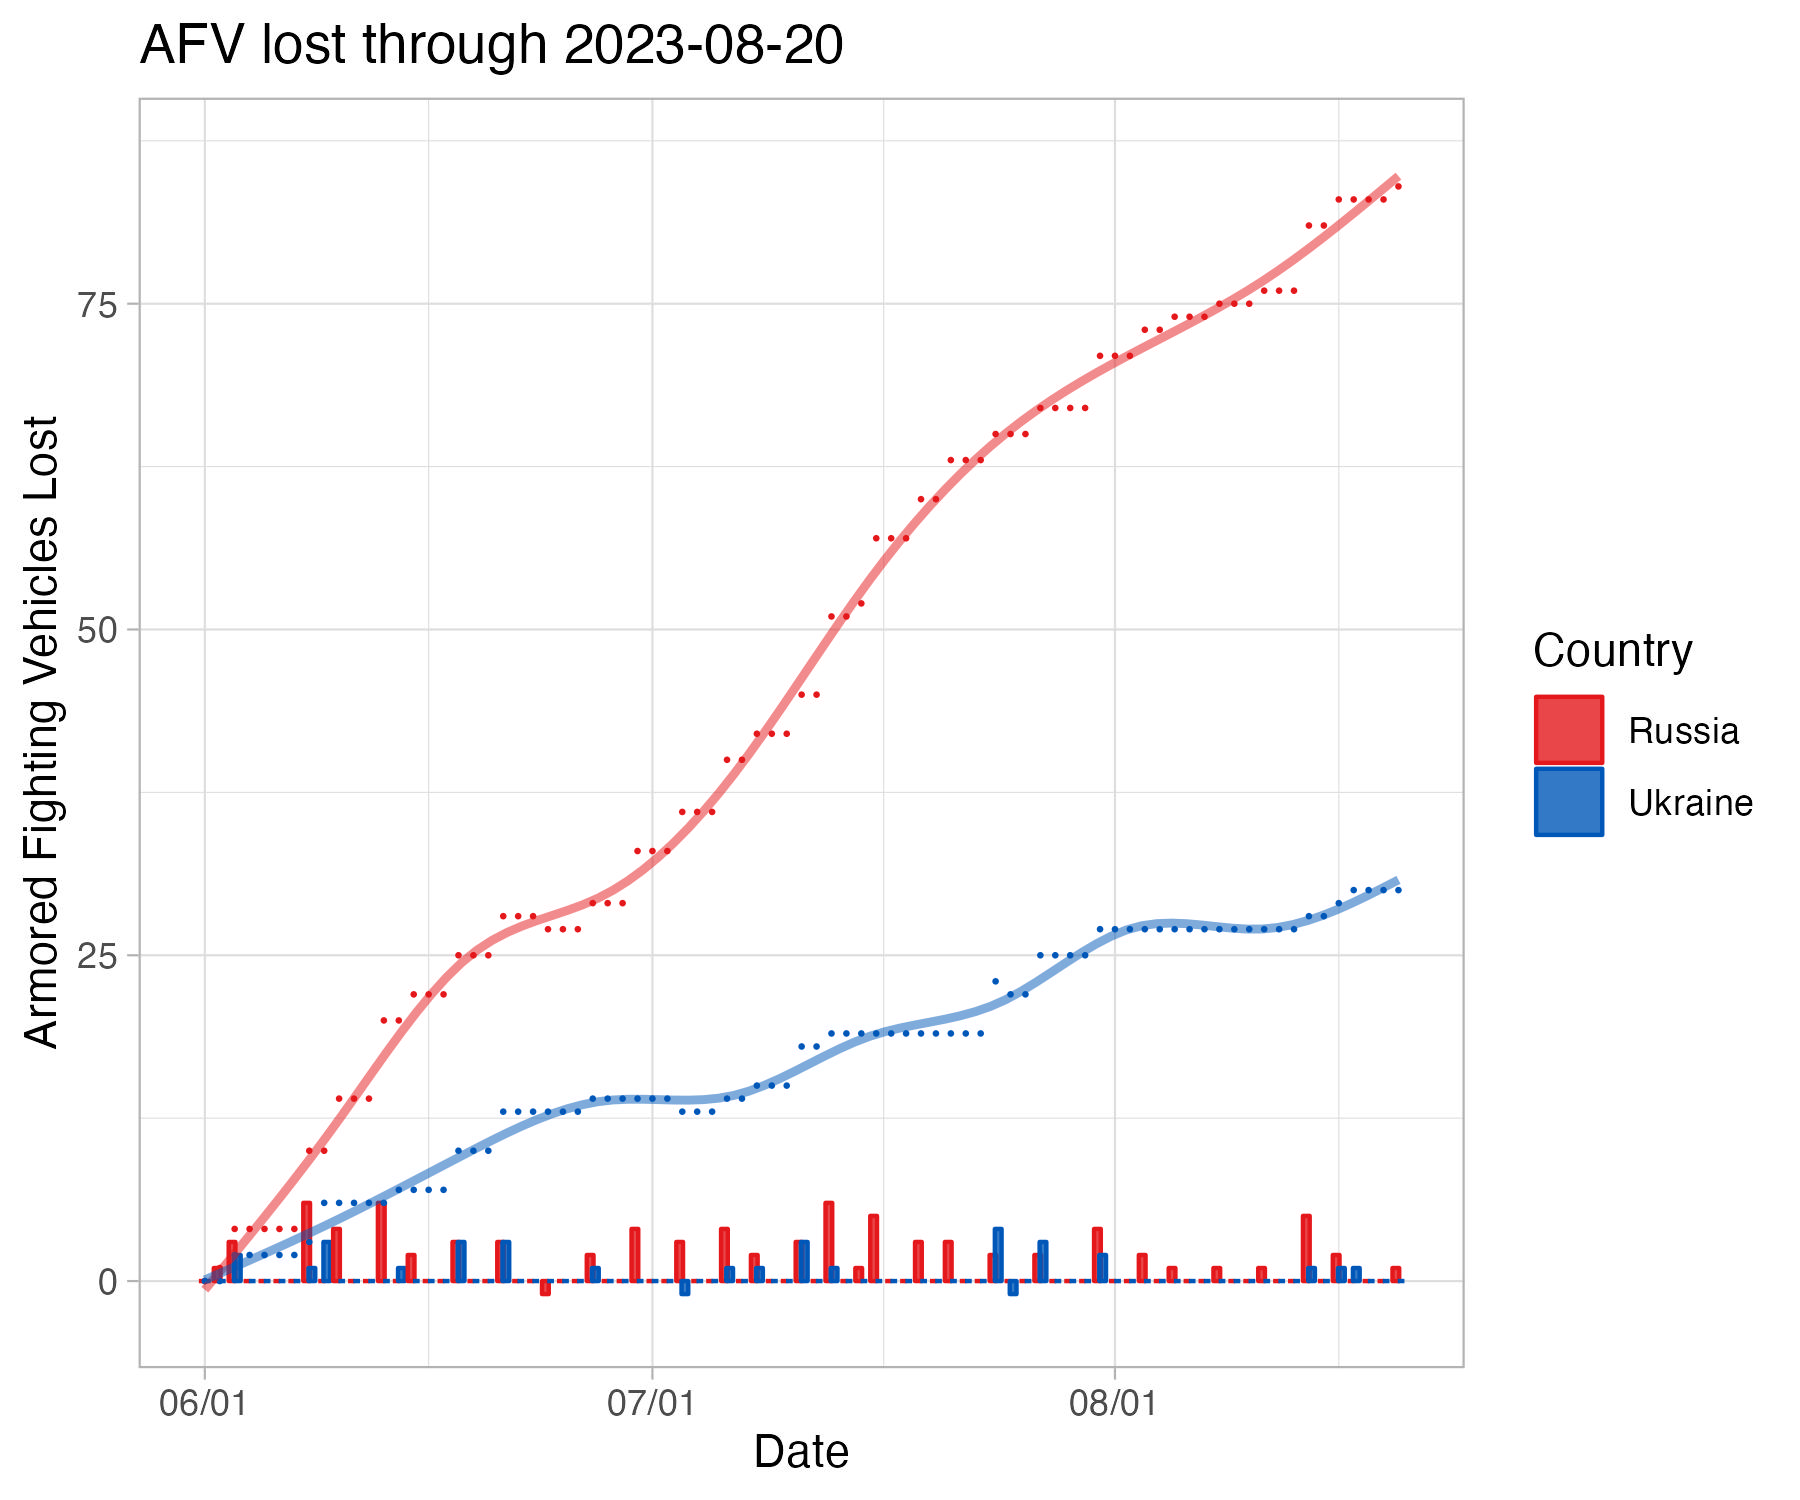 AFV lost through 2023-08-20
Armored Fighting Vehicles Lost
75
50
25
0
06/01
07/01
08/01
Date
Country
Russia
Ukraine